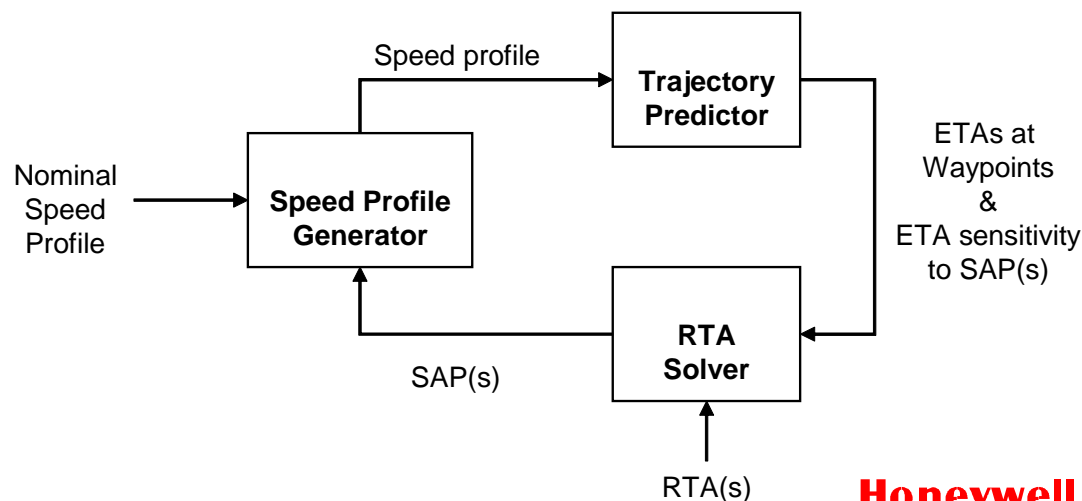 Speed profile
Trajectory
Predictor
Nominal
Speed
Profile
Speed Profile
Generator
ETAs at
Waypoints
&
ETA sensitivity
to SAP(s)
RTA
Solver
SAP(s)
RTA(s)
Honeywell